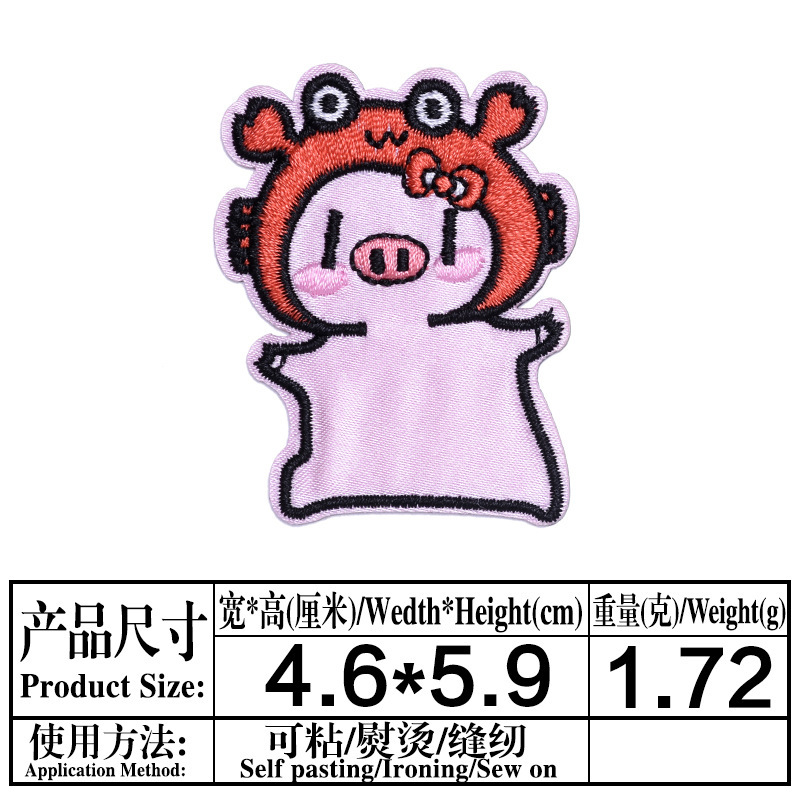 产品尺寸
Product Size:
宽*高(厘米)/Wedth*Height(cm)
重量(克)/Weight(g)
4.6*5.9
1.72
使用方法:
Application Method:
可粘/熨烫/缝纫
Self pasting/Ironing/Sew on